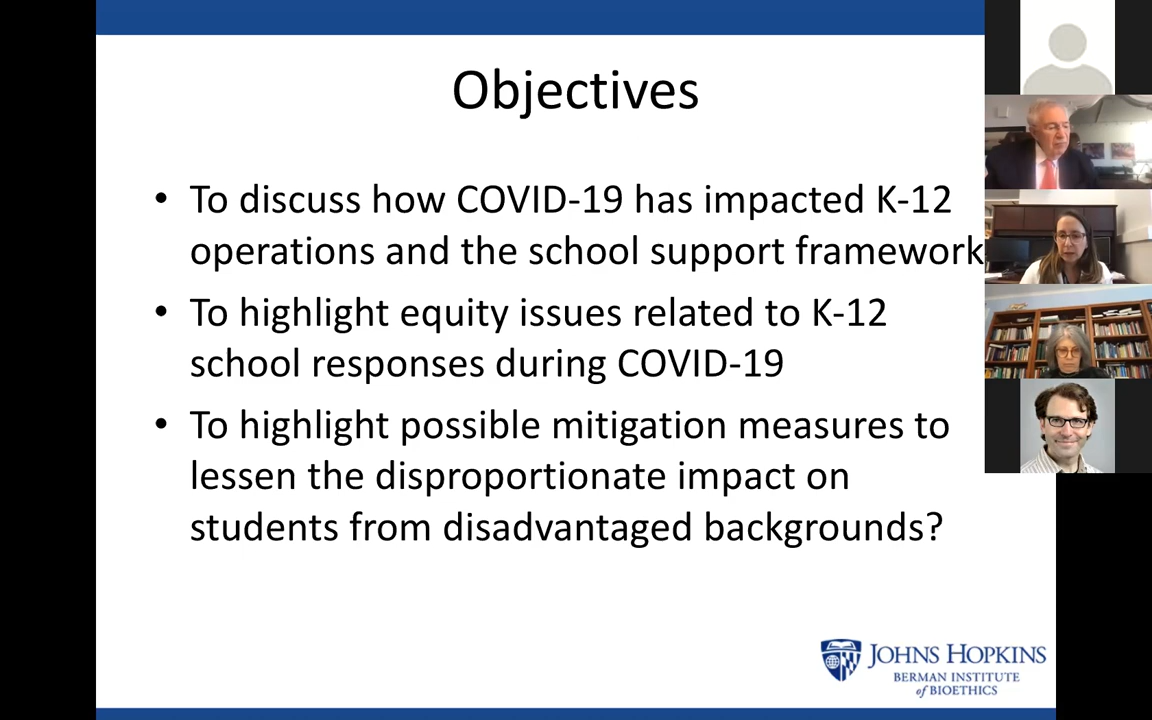 Objectives
• To discuss how COVID-19 has impacted K-12
operations and the school support framework
• To highlight equity issues related to K-12
school responses during COVID-19
• To highlight possible mitigation measures to
lessen the disproportionate impact on
students from disadvantaged backgrounds?
JOHNS HOPKINS
BERMAN INSTITUTE
of BIOETHICS